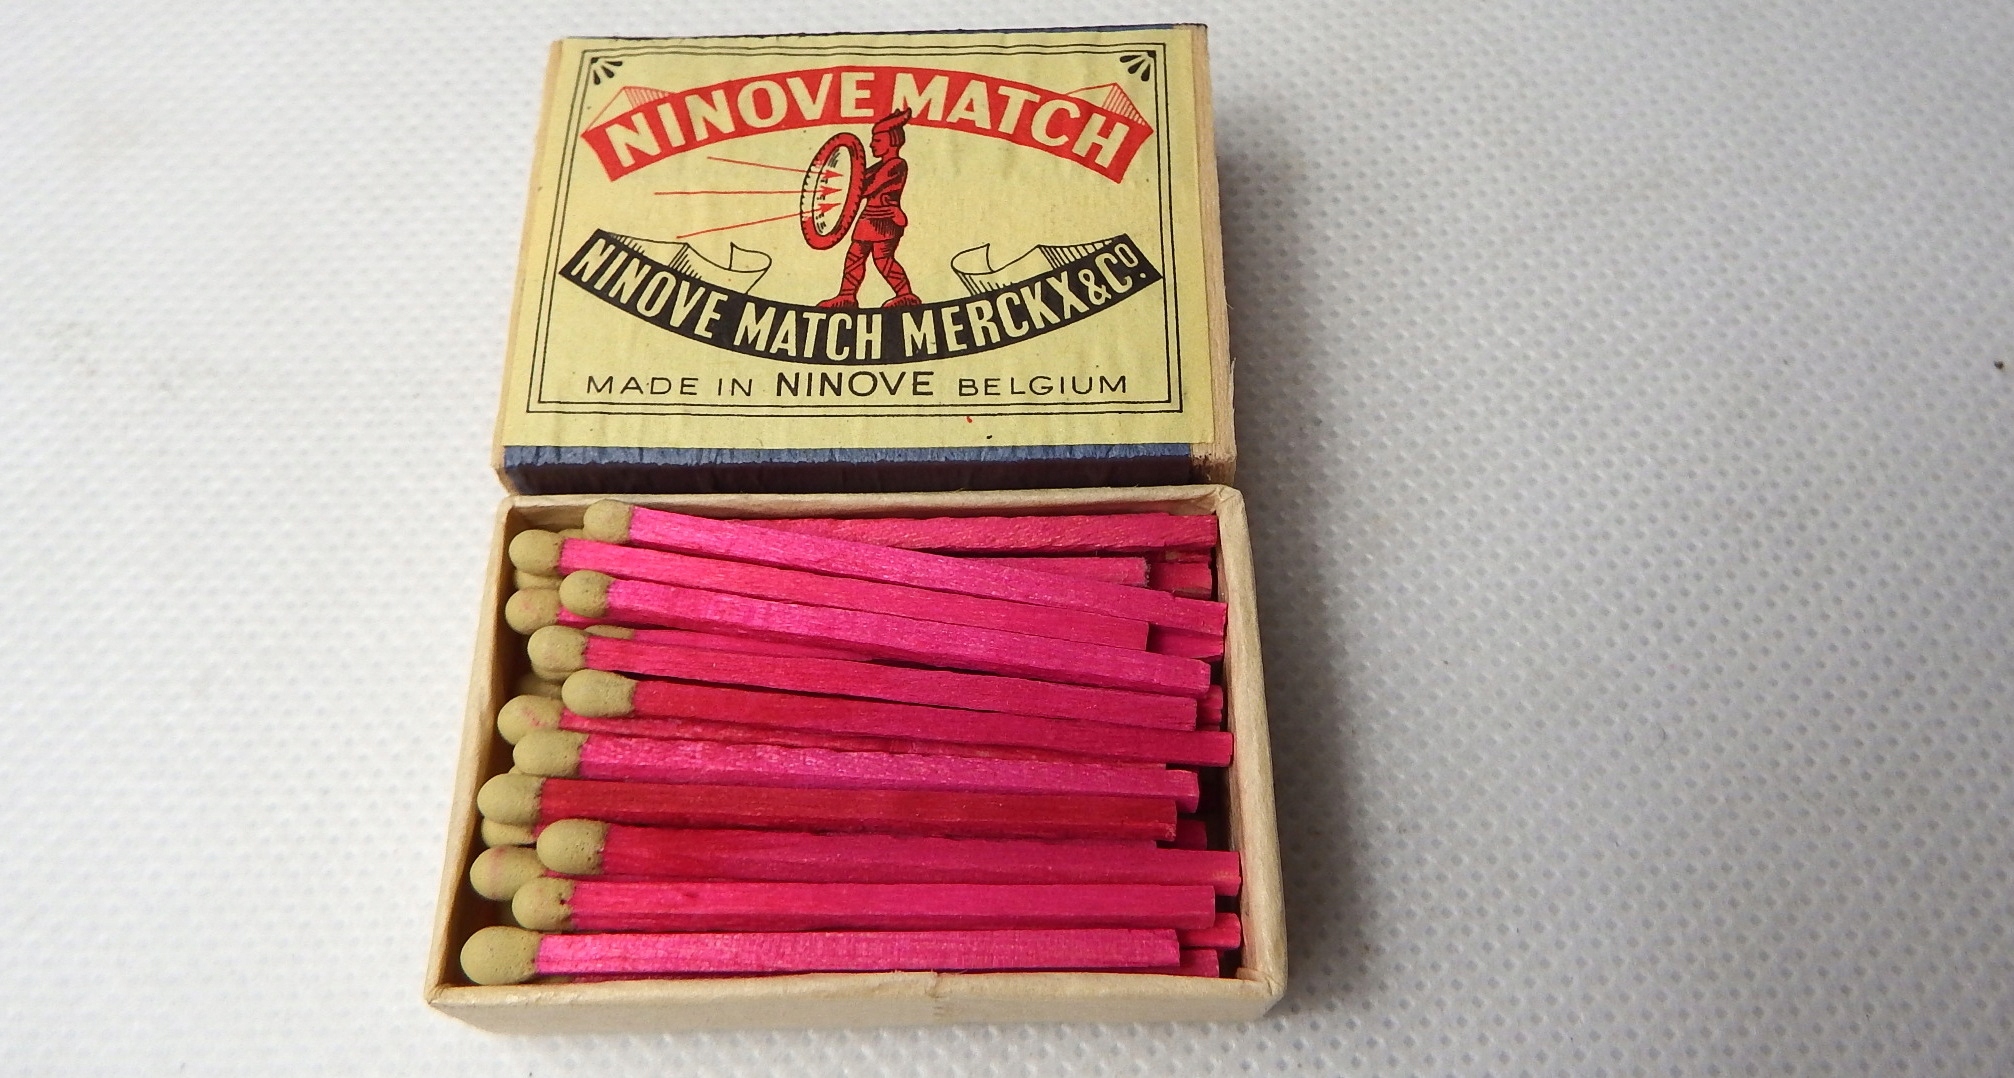 NINOVE MATCH
NINOVE MATCH MERCKX & Cº.
MADE IN NINOVE BELGIUM